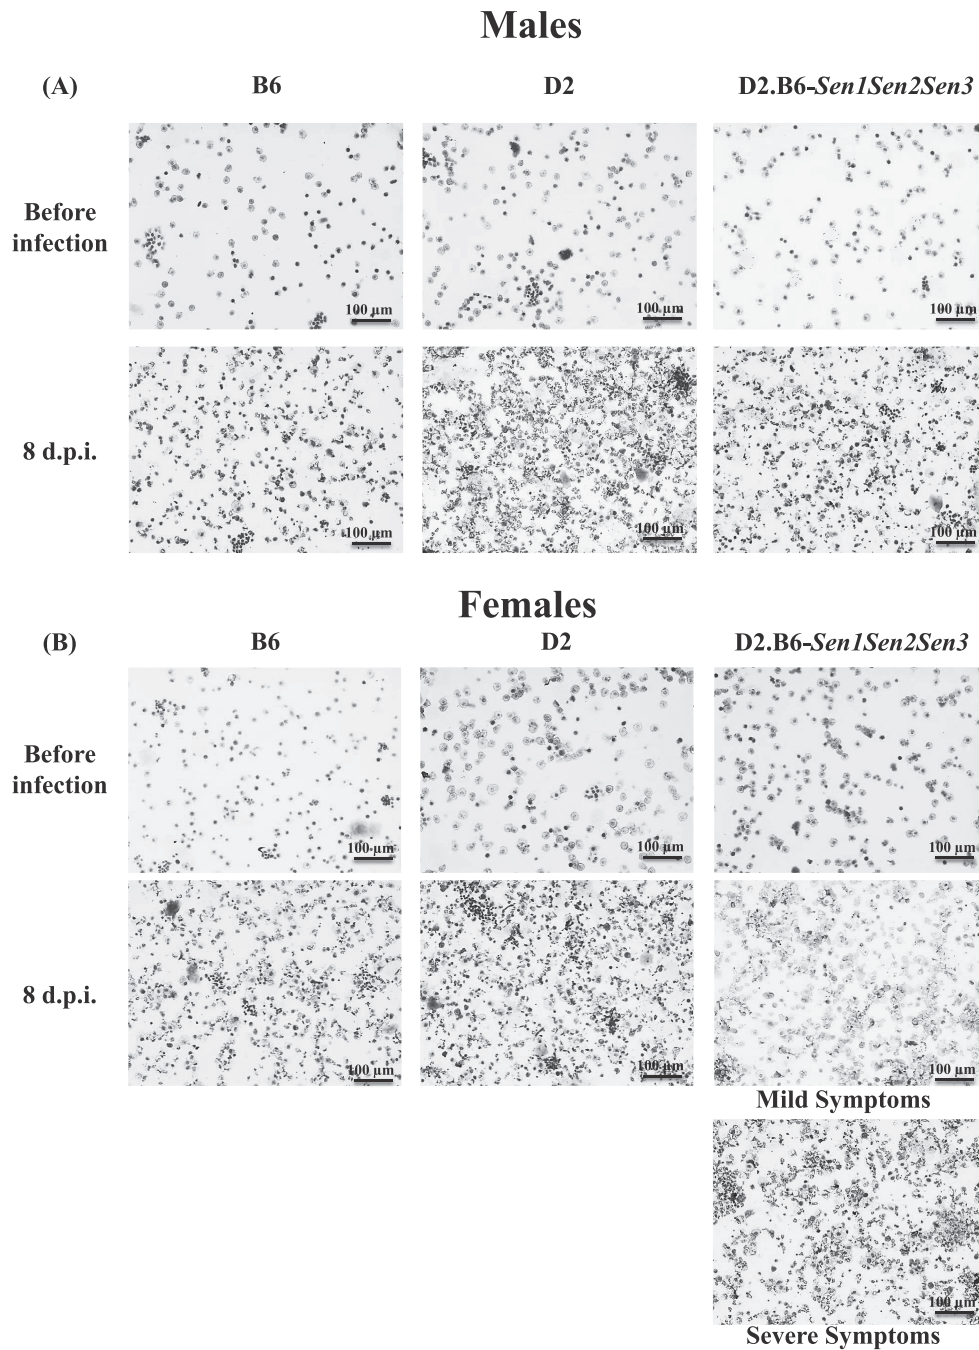 Males
(A) B6 D2 D2.B6-Sen1Sen2Sen3
Before
infection
100 µm 100 µm 100 µm
8 d.p.i.
100 µm 100 µm 100 µm
Females
(B) B6 D2 D2.B6-Sen1Sen2Sen3
Before
infection
100 µm 100 µm 100 µm
8 d.p.i.
100 µm 100 µm 100 µm
Mild Symptoms
100 µm
Severe Symptoms